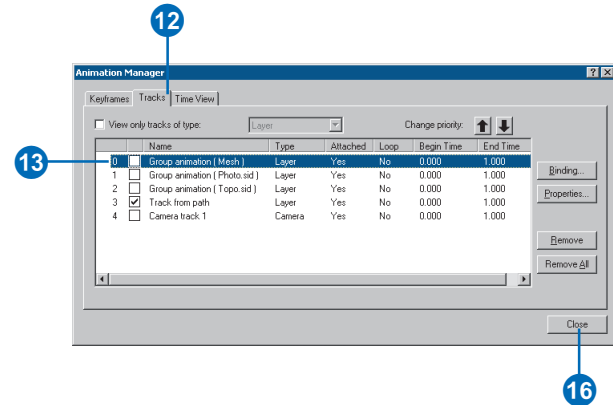 12
Animation Manager
Keyframes Tracks Time View
View only tracks of type: Layer Change priority:
Name Type Attached Loop Begin Time End Time
13
0 Group animation ( Mesh ) Layer Yes No 0.000 1.000
1 Group animation ( Photo.sid ) Layer Yes No 0.000 1.000
2 Group animation ( Topo.sid ) Layer Yes No 0.000 1.000
3 Track from path Layer Yes No 0.000 1.000
4 Camera track 1 Camera Yes No 0.000 1.000
Binding...
Properties...
Remove
Remove All
Close
16